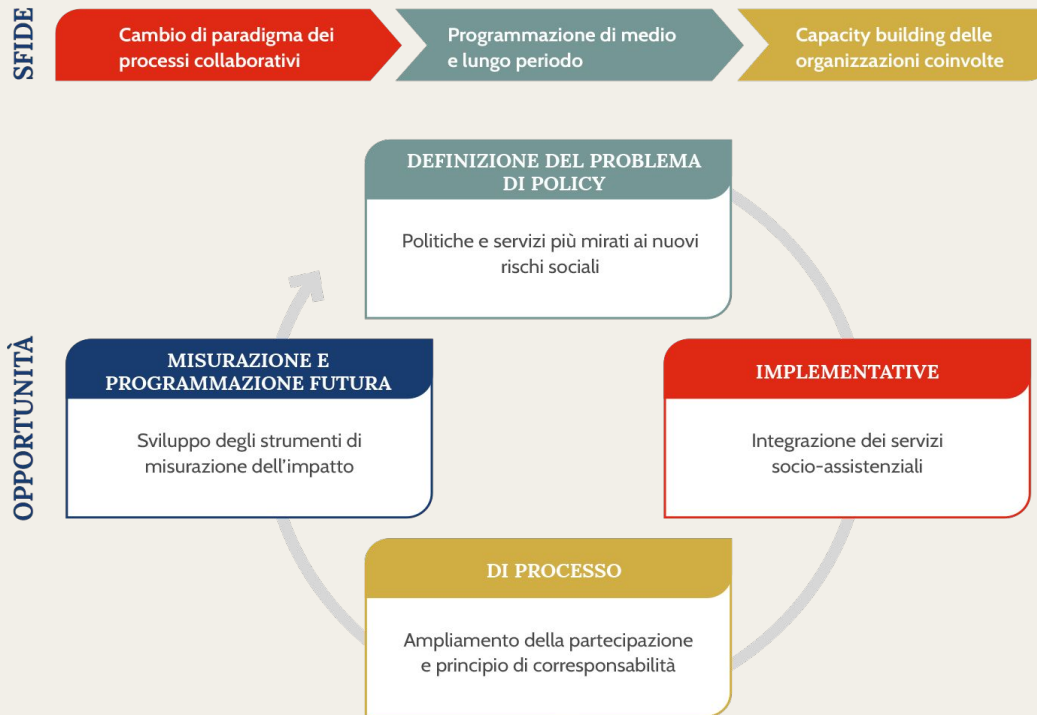 SFIDE
Cambio di paradigma dei
processi collaborativi
Programmazione di medio
e lungo periodo
Capacity building delle
organizzazioni coinvolte
OPPORTUNITÀ
DEFINIZIONE DEL PROBLEMA
DI POLICY
Politiche e servizi più mirati ai nuovi
rischi sociali
IMPLEMENTATIVE
Integrazione dei servizi
socio-assistenziali
DI PROCESSO
Ampliamento della partecipazione
e principio di corresponsabilità
MISURAZIONE E
PROGRAMMAZIONE FUTURA
Sviluppo degli strumenti di
misurazione dell'impatto